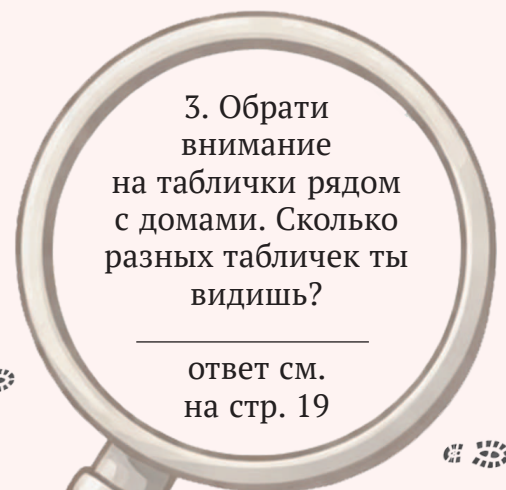 3. Обрати
внимание
на таблички рядом
с домами. Сколько
разных табличек ты
видишь?
ответ см.
на стр. 19